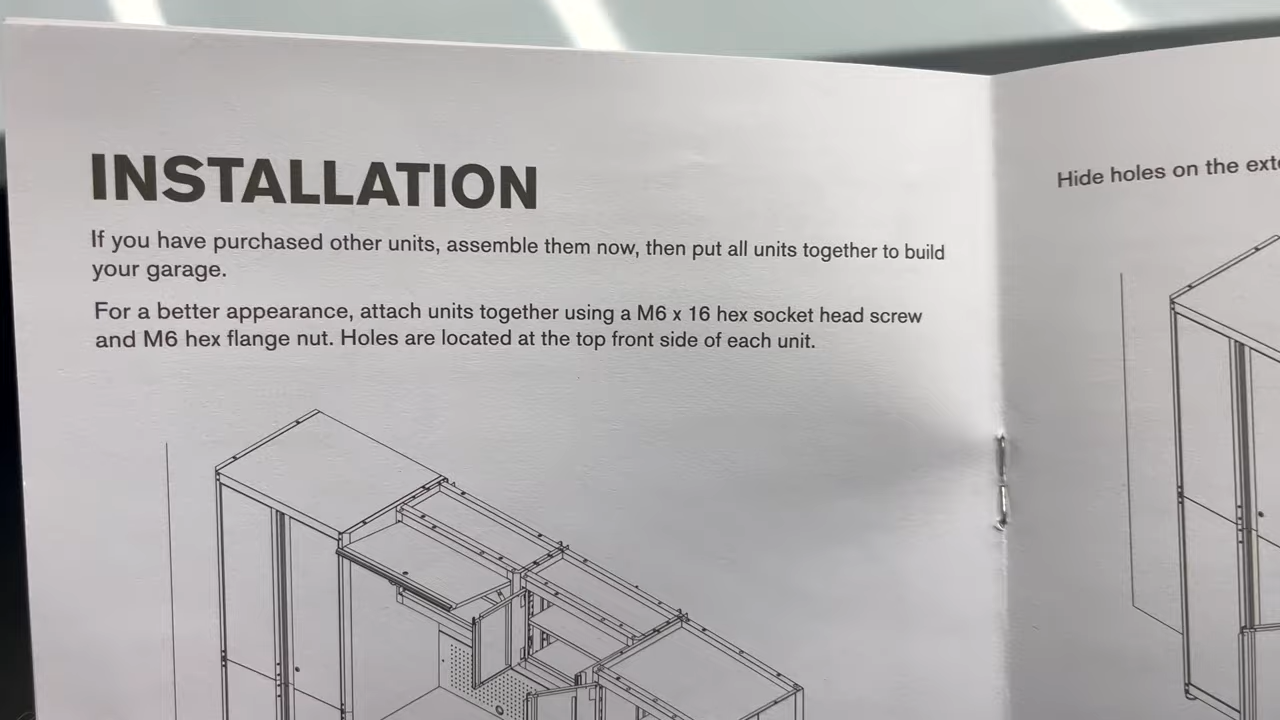 INSTALLATION
If you have purchased other units, assemble them now, then put all units together to build
your garage.
For a better appearance, attach units together using a M6 x 16 hex socket head screw
and M6 hex flange nut. Holes are located at the top front side of each unit.
Hide holes on the